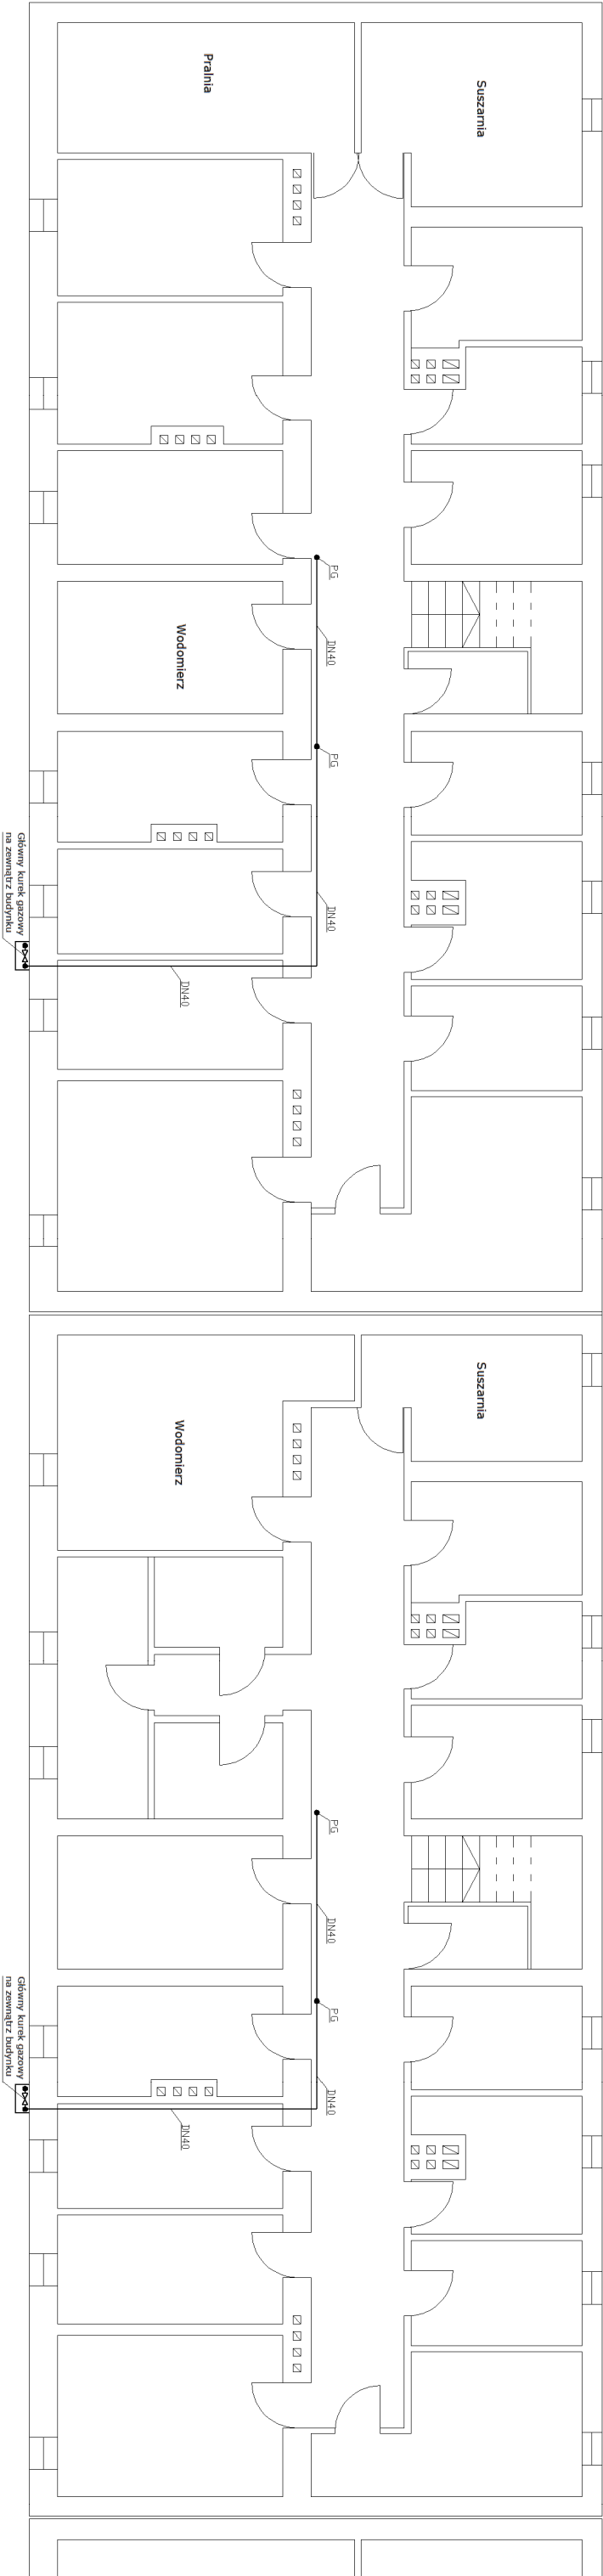 Pralnia
Suszarnia
PG
DN40
Wodomierz
PG
DN40
Główny kurek gazowy
na zewnątrz budynku
DN40
Suszarnia
Wodomierz
PG
DN40
PG
DN40
Główny kurek gazowy
na zewnątrz budynku
DN40